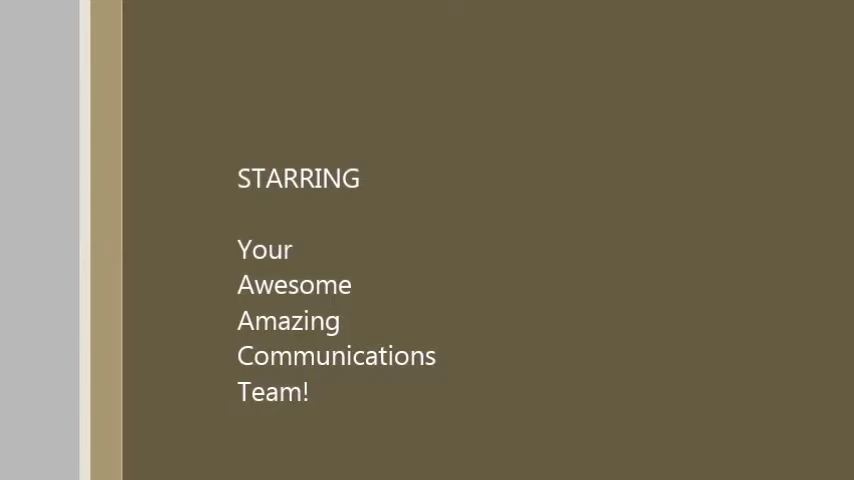 STARRING
Your
Awesome
Amazing
Communications
Team!